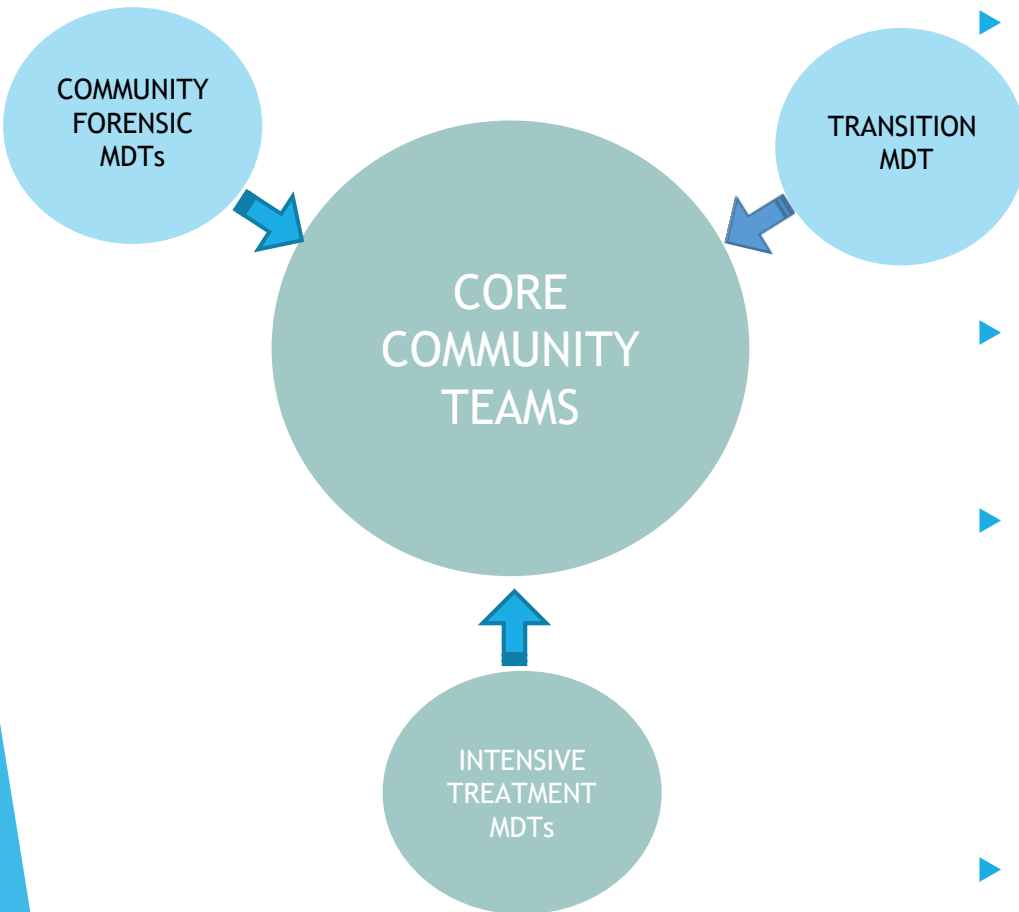 COMMUNITY
FORENSIC
MDTs
TRANSITION
MDT
CORE
COMMUNITY
TEAMS
INTENSIVE
TREATMENT
MDTs